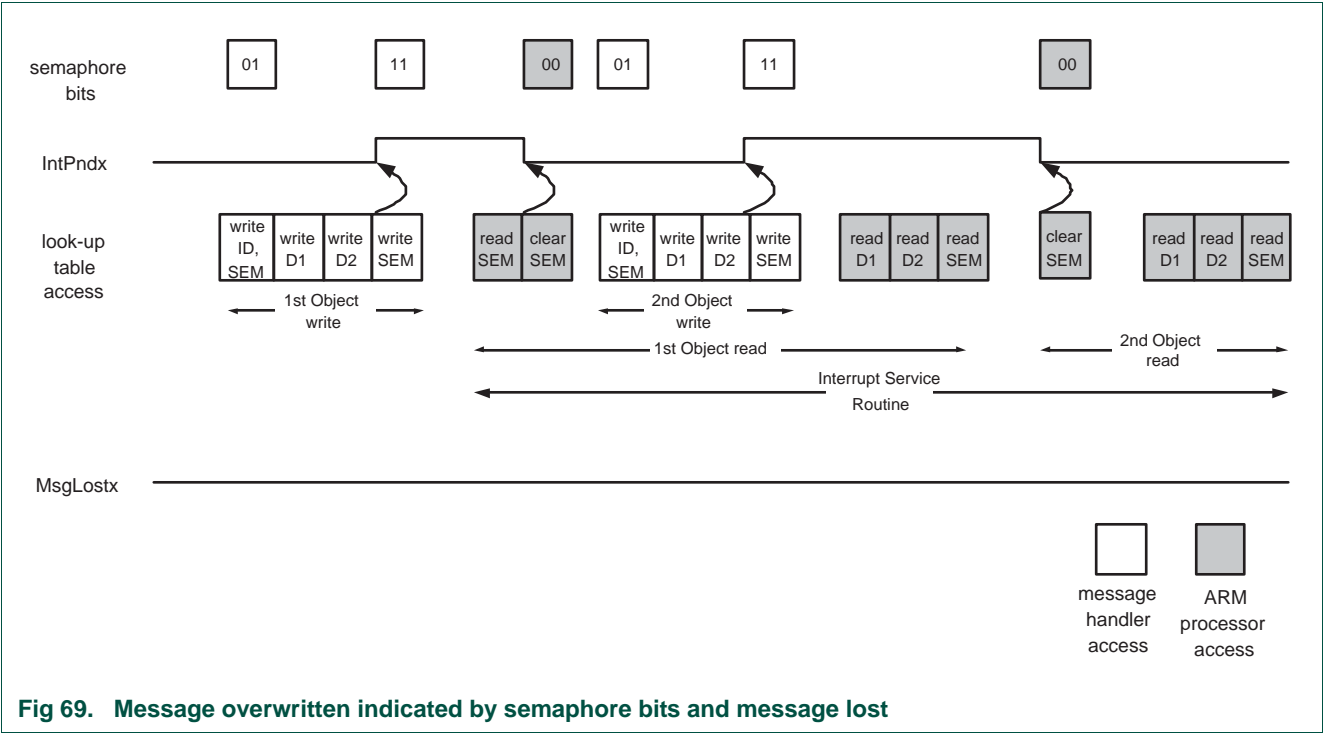 semaphore
bits
01
11
00
01
11
00
IntPndx
look-up
table
access
write
ID,
SEM
write
D1
write
D2
write
SEM
read
SEM
clear
SEM
write
ID,
SEM
write
D1
write
D2
write
SEM
read
D1
read
D2
read
SEM
clear
SEM
read
D1
read
D2
read
SEM
1st Object
write
2nd Object
write
1st Object read
2nd Object
read
Interrupt Service
Routine
MsgLostx
message
handler
access
ARM
processor
access
Fig 69. Message overwritten indicated by semaphore bits and message lost